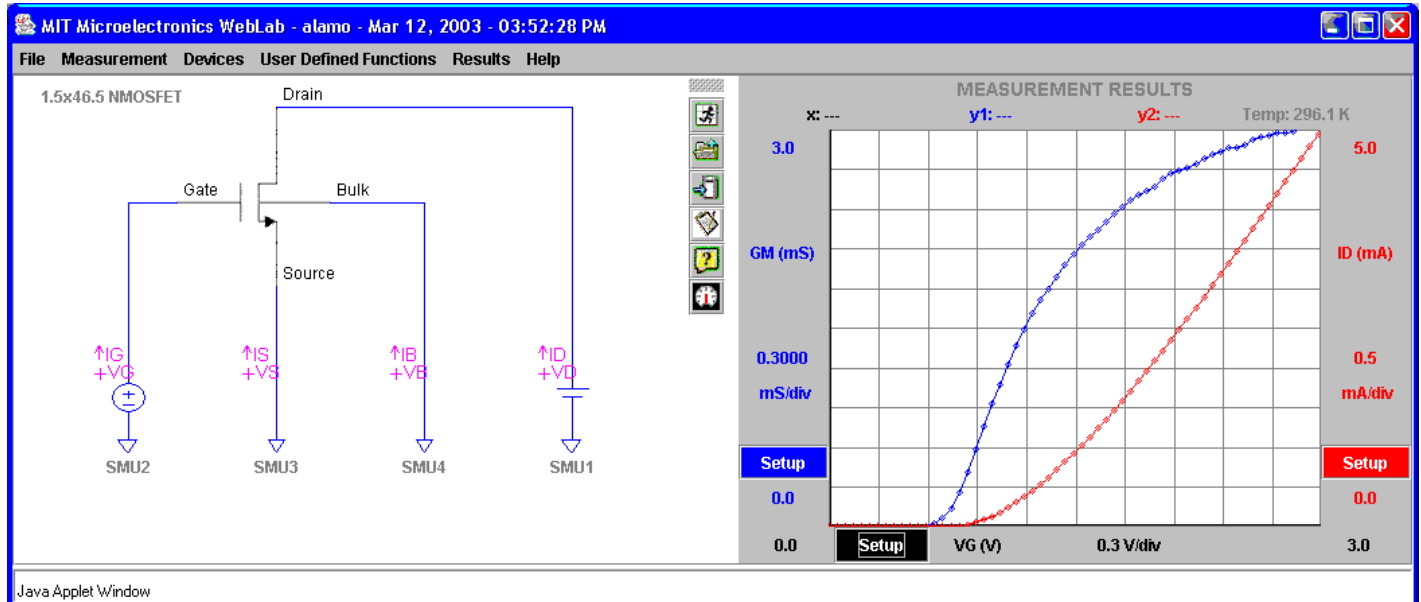 MIT Microelectronics WebLab - alamo - Mar 12, 2003 - 03:52:28 PM
File Measurement Devices User Defined Functions Results Help
1.5x46.5 NMOSFET
Drain
Gate
Bulk
Source
↑IG
+VG
↑IS
+VS
↑IB
+VB
↑ID
+VD
SMU2
SMU3
SMU4
SMU1
MEASUREMENT RESULTS
x: --- y1: --- y2: --- Temp: 296.1 K
3.0
GM (mS)
0.3000
mS/div
Setup
0.0
5.0
ID (mA)
0.5
mA/div
Setup
0.0
0.0 Setup VG (V) 0.3 V/div 3.0
Java Applet Window